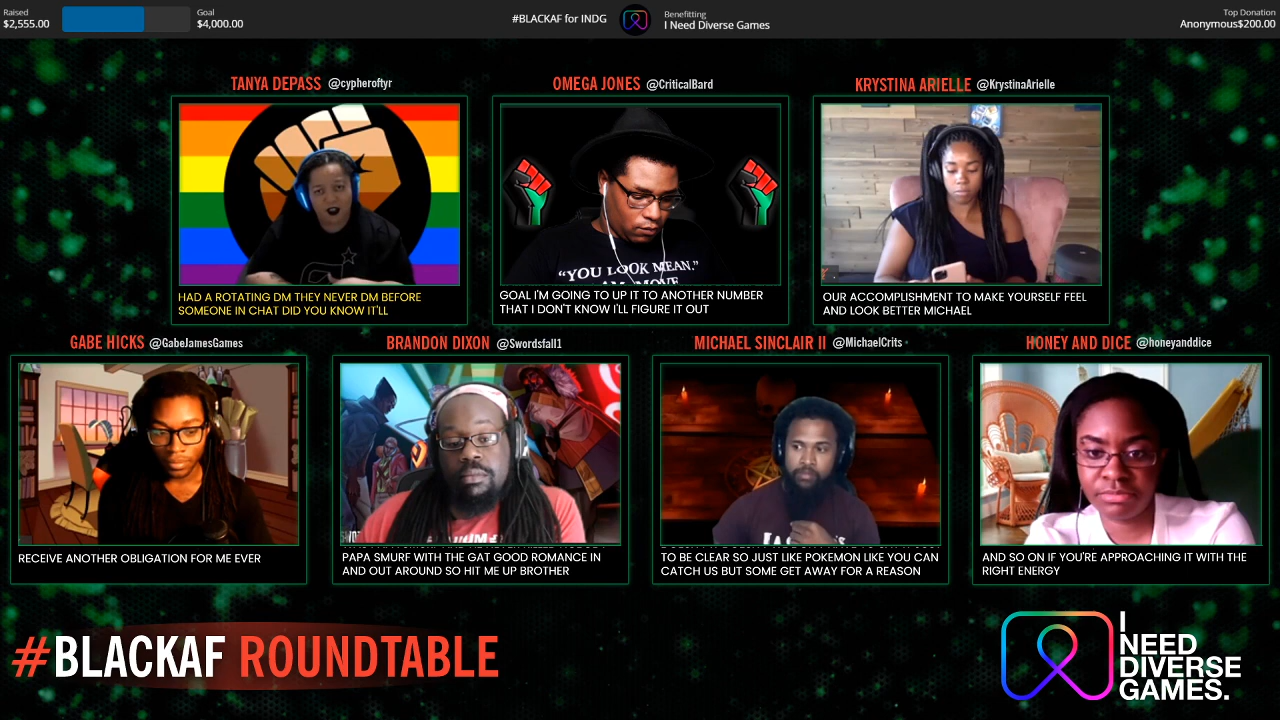 Raised
$2,555.00
Goal
$4,000.00
#BLACKAF for INDG
Benefitting
I Need Diverse Games
Top Donation
Anonymous$200.00
TANYA DEPASS @cypheroftyr
OMEGA JONES @CriticalBard
KRYSTINA ARIELLE @KrystinaArielle
"YOU LOOK MEAN."
HAD A ROTATING DM THEY NEVER DM BEFORE
SOMEONE IN CHAT DID YOU KNOW IT'LL
GOAL I'M GOING TO UP IT TO ANOTHER NUMBER
THAT I DON'T KNOW I'LL FIGURE IT OUT
OUR ACCOMPLISHMENT TO MAKE YOURSELF FEEL
AND LOOK BETTER MICHAEL
GABE HICKS @GabeJamesGames
BRANDON DIXON @Swordsfall1
MICHAEL SINCLAIR II @MichaelCrits
HONEY AND DICE @honeyanddice
RECEIVE ANOTHER OBLIGATION FOR ME EVER
PAPA SMURF WITH THE GAT GOOD ROMANCE IN
AND OUT AROUND SO HIT ME UP BROTHER
TO BE CLEAR SO JUST LIKE POKEMON LIKE YOU CAN
CATCH US BUT SOME GET AWAY FOR A REASON
AND SO ON IF YOU'RE APPROACHING IT WITH THE
RIGHT ENERGY
#BLACKAF ROUNDTABLE
I
NEED
DIVERSE
GAMES.